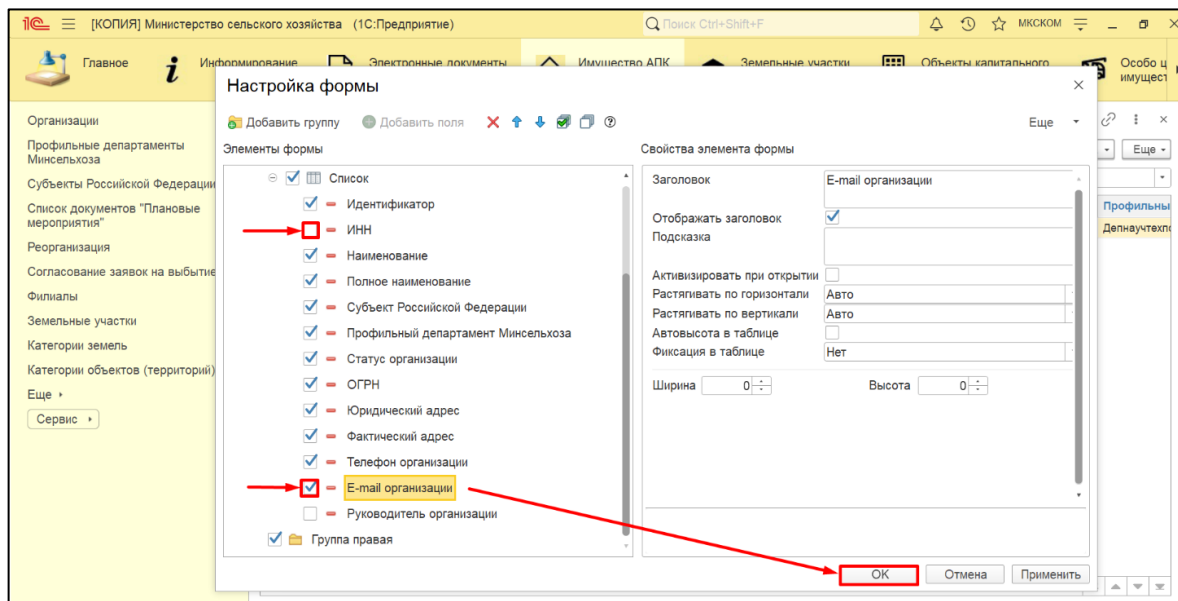 [КОПИЯ] Министерство сельского хозяйства (1С:Предприятие)
Поиск Ctrl+Shift+F
МКСКОМ
Главное
Информирование
Электронные документы
Имущество АПК
Земельные участки
Объекты капитального
Особо ц
имущест
Настройка формы
Добавить группу
Добавить поля
Еще
Элементы формы
Свойства элемента формы
Организации
Профильные департаменты
Минсельхоза
Субъекты Российской Федерации
Список документов "Плановые
мероприятия"
Реорганизация
Согласование заявок на выбытие
Филиалы
Земельные участки
Категории земель
Категории объектов (территорий)
Еще
Сервис
Список
Идентификатор
ИНН
Наименование
Полное наименование
Субъект Российской Федерации
Профильный департамент Минсельхоза
Статус организации
ОГРН
Юридический адрес
Фактический адрес
Телефон организации
E-mail организации
Руководитель организации
Группа правая
Заголовок
E-mail организации
Отображать заголовок
Подсказка
Активизировать при открытии
Растягивать по горизонтали
Авто
Растягивать по вертикали
Авто
Автовысота в таблице
Фиксация в таблице
Нет
Ширина
0
Высота
0
Еще
Профильны
Депнаучтехпо
ОК
Отмена
Применить